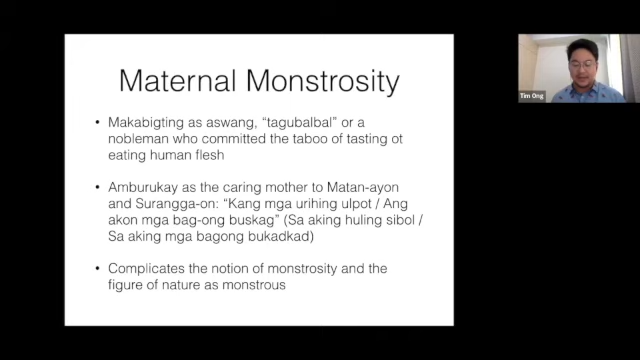 Maternal Monstrosity
• Makabigting as aswang, “tagubalbal” or a
nobleman who committed the taboo of tasting ot
eating human flesh
• Amburukay as the caring mother to Matan-ayon
and Surangga-on: “Kang mga urihing ulpot / Ang
akon mga bag-ong buskag” (Sa aking huling sibol /
Sa aking mga bagong bukadkad)
• Complicates the notion of monstrosity and the
figure of nature as monstrous
Tim Ong